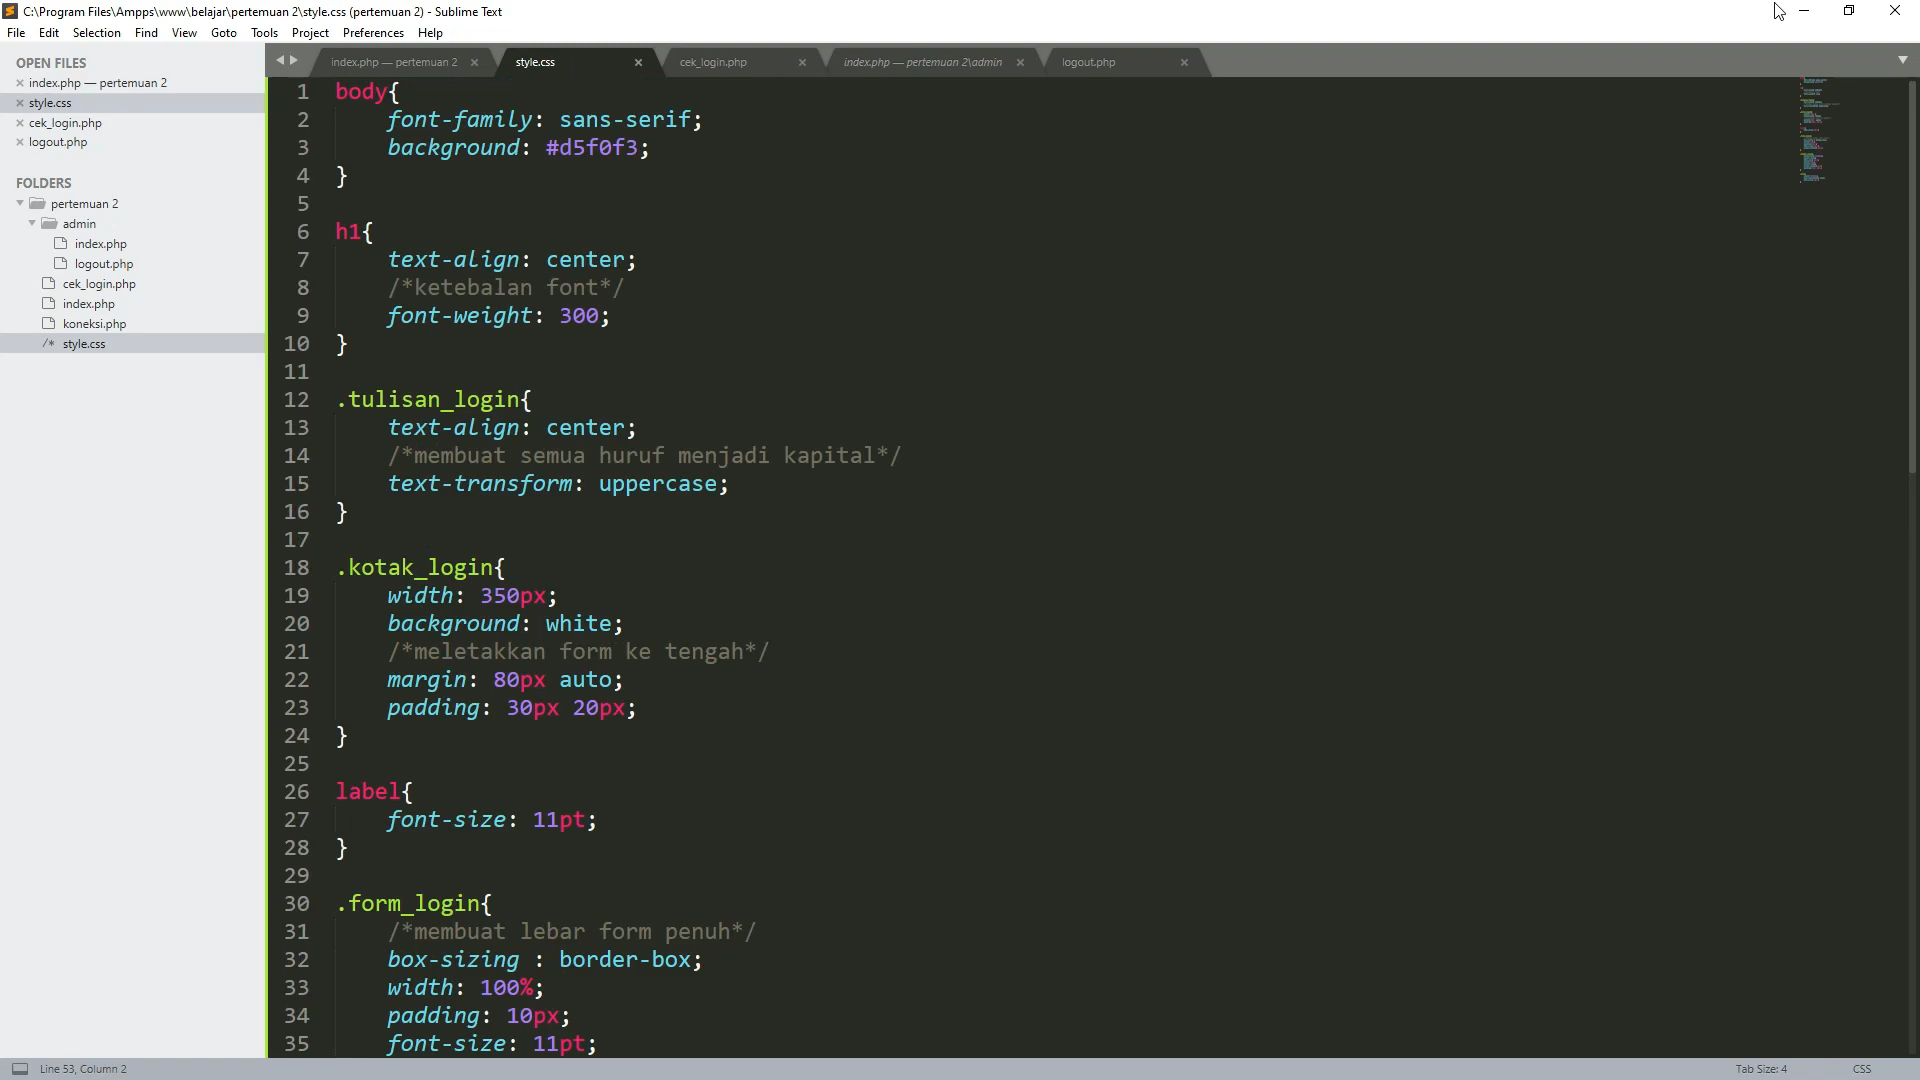 C:\Program Files\Ampps\www\belajar\pertemuan 2\style.css (pertemuan 2) - Sublime Text
File Edit Selection Find View Goto Tools Project Preferences Help
OPEN FILES
index.php — pertemuan 2
style.css
cek_login.php
logout.php
FOLDERS
pertemuan 2
admin
index.php
logout.php
cek_login.php
index.php
koneksi.php
/* style.css
index.php — pertemuan 2 style.css cek_login.php index.php — pertemuan 2\admin logout.php
1 body{
2 font-family: sans-serif;
3 background: #d5f0f3;
4 }
5
6 h1{
7 text-align: center;
8 /*ketebalan font*/
9 font-weight: 300;
10 }
11
12 .tulisan_login{
13 text-align: center;
14 /*membuat semua huruf menjadi kapital*/
15 text-transform: uppercase;
16 }
17
18 .kotak_login{
19 width: 350px;
20 background: white;
21 /*meletakkan form ke tengah*/
22 margin: 80px auto;
23 padding: 30px 20px;
24 }
25
26 label{
27 font-size: 11pt;
28 }
29
30 .form_login{
31 /*membuat lebar form penuh*/
32 box-sizing : border-box;
33 width: 100%;
34 padding: 10px;
35 font-size: 11pt;
Line 53, Column 2
Tab Size: 4
CSS